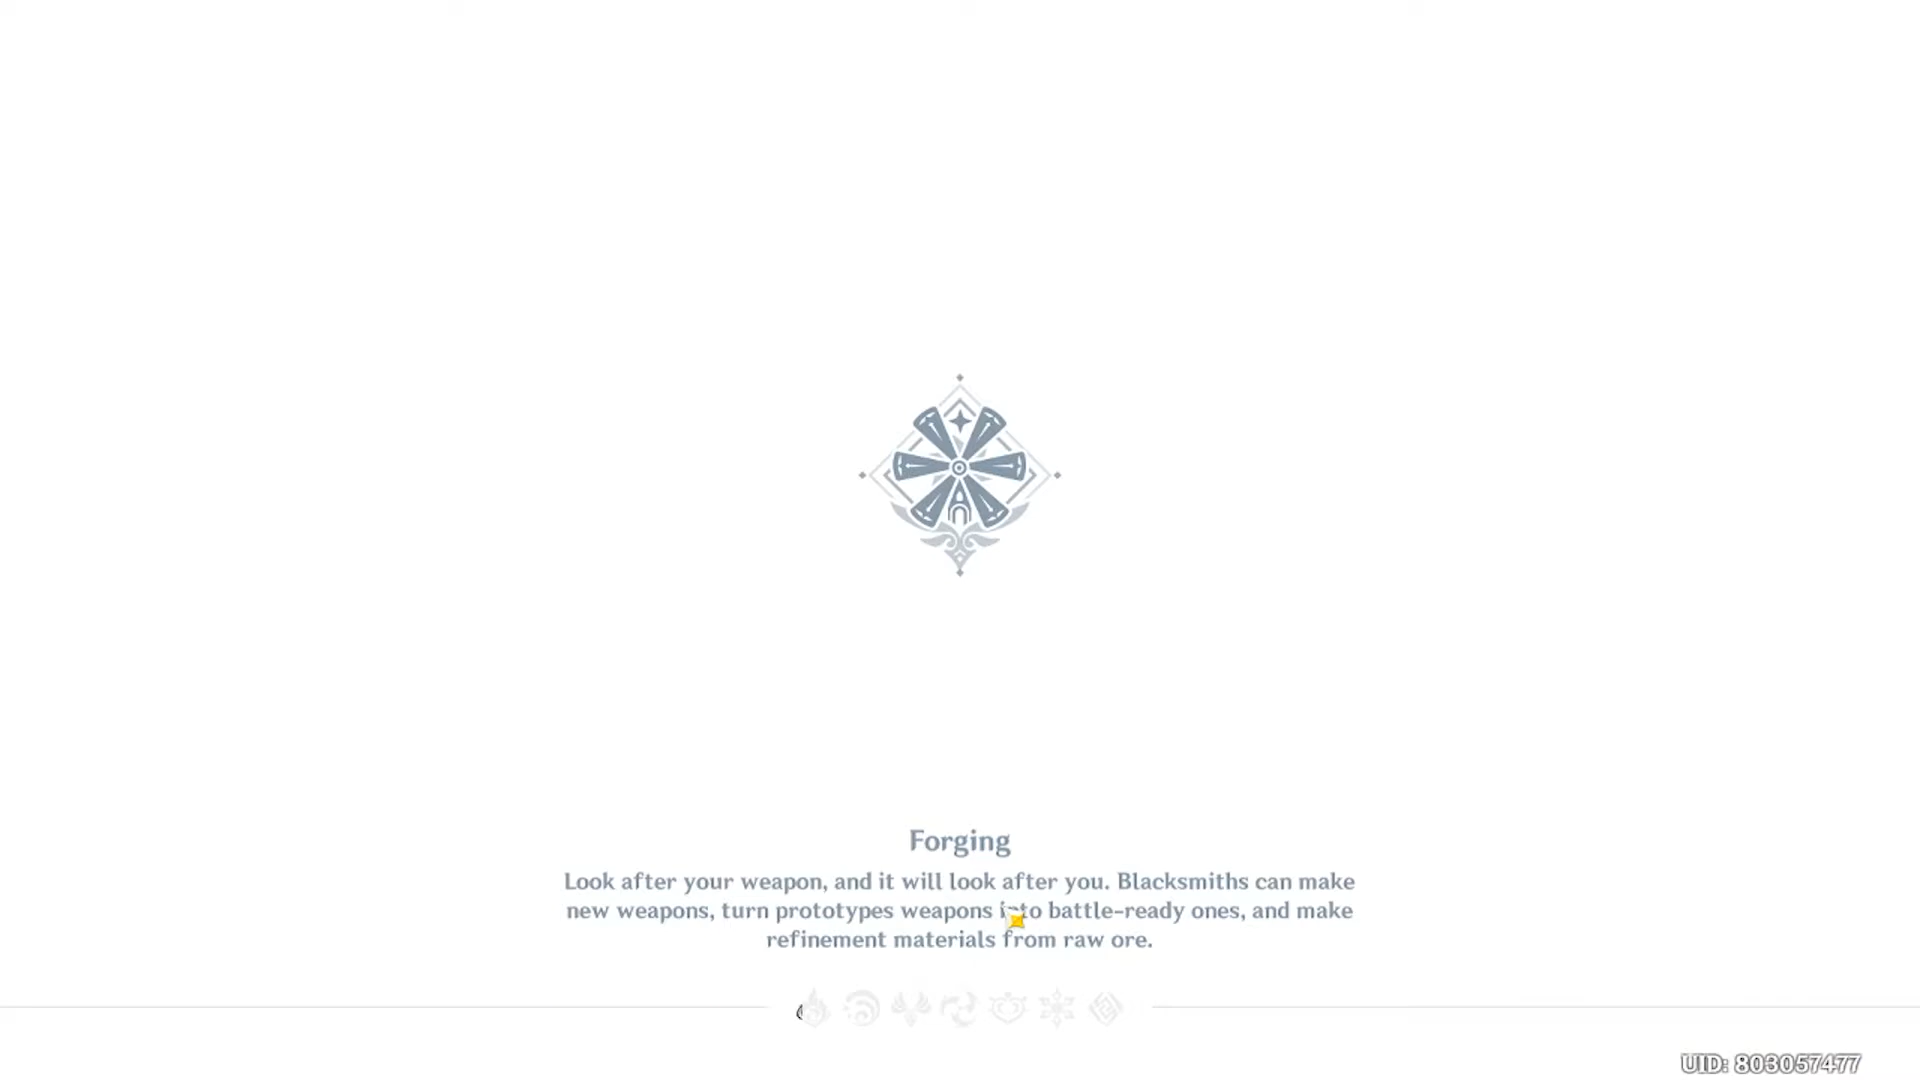 Forging
Look after your weapon, and it will look after you. Blacksmiths can make
new weapons, turn prototypes weapons into battle-ready ones, and make
refinement materials from raw ore.
UID: 803057477